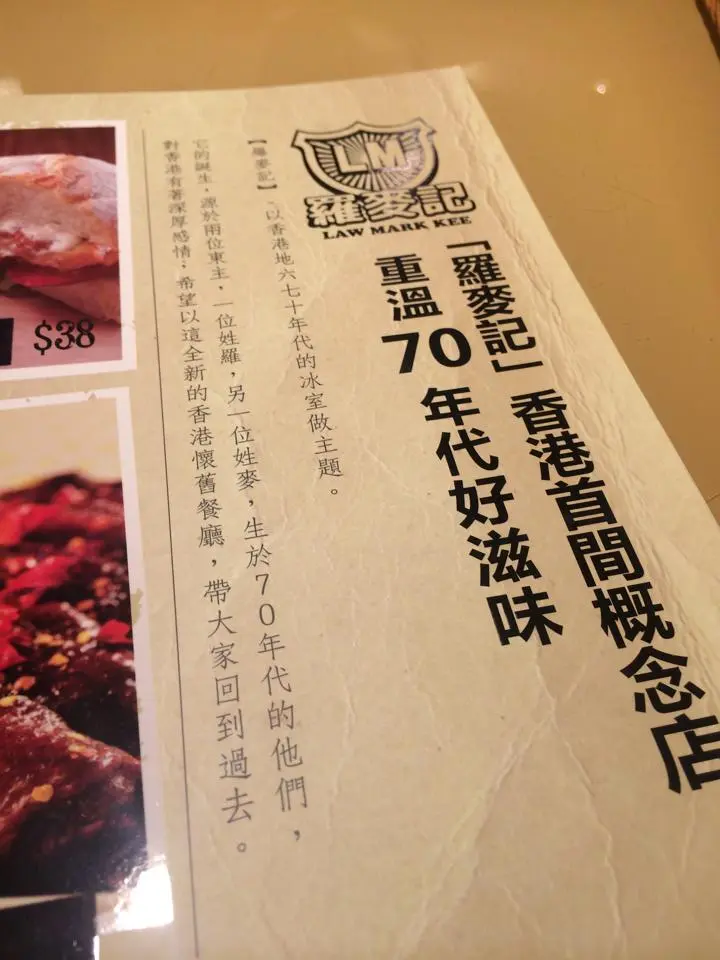 LM
羅麥記
LAW MARK KEE
「羅麥記」香港首間概念店
重溫70年代好滋味
【羅麥記】，以香港地六七十年代的冰室做主題。
它的誕生，源於兩位東主，一位姓羅，另一位姓麥，生於70年代的他們，
對香港有著深厚感情；希望以這全新的香港懷舊餐廳，帶大家回到過去。
$38